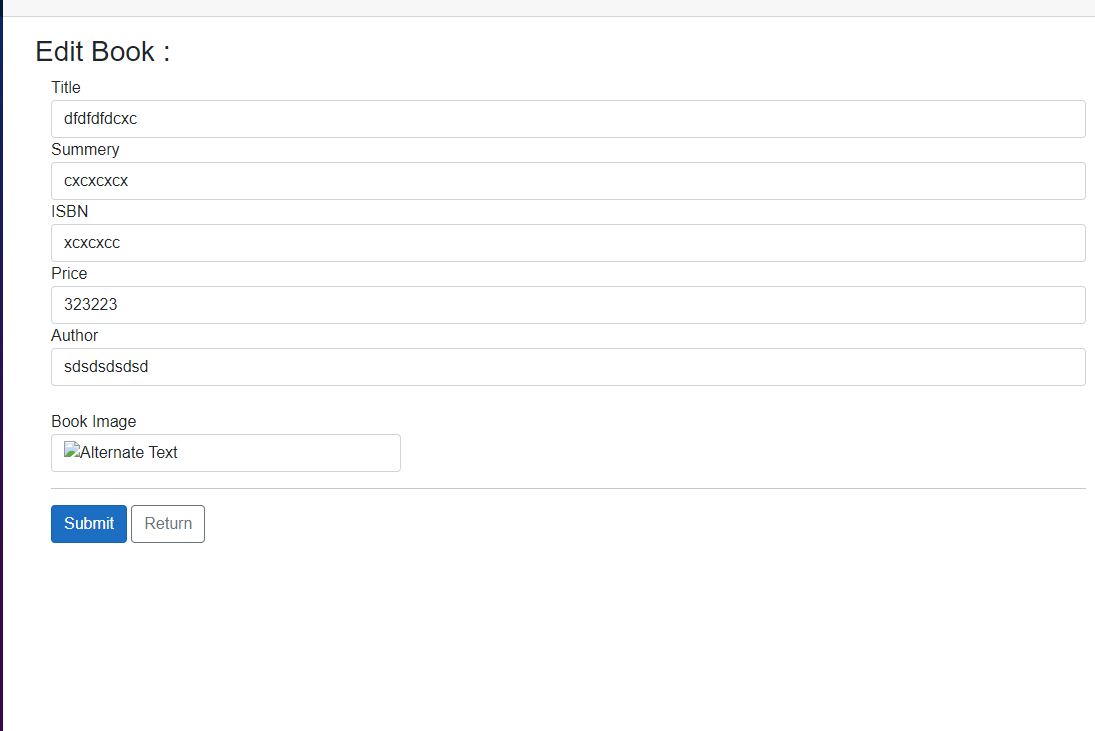 Edit Book :
Title
dfdfdfdcxc
Summery
cxcxcxcx
ISBN
xcxcxcc
Price
323223
Author
sdsdsdsdsd
Book Image
Alternate Text
Submit Return